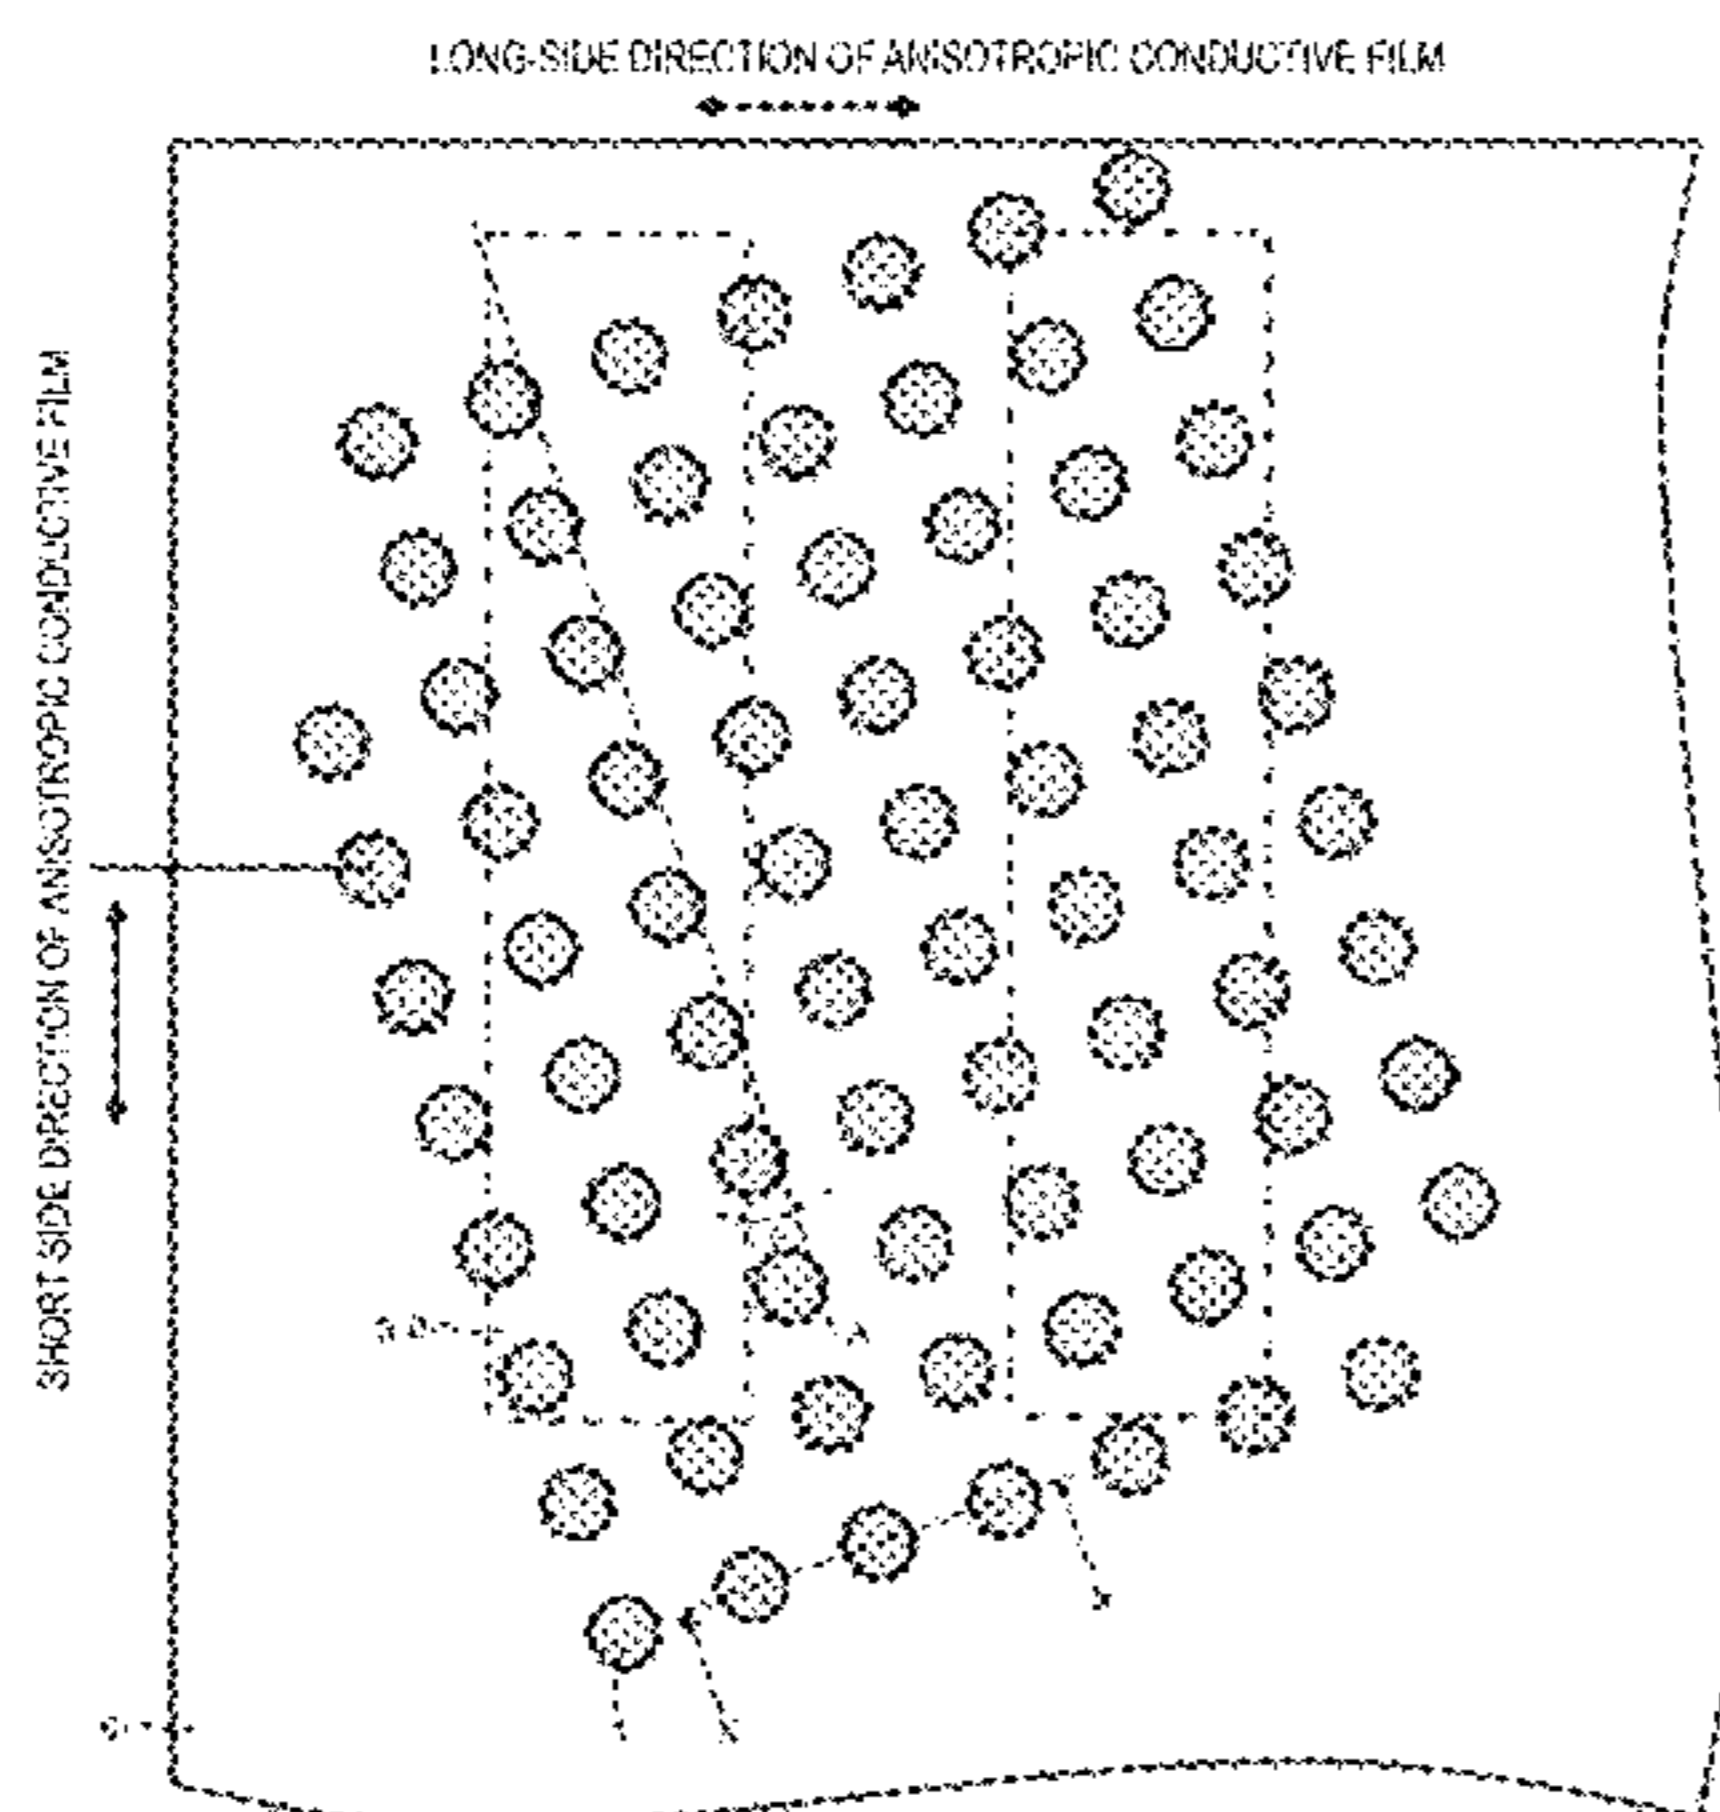 LONG-SIDE DIRECTION OF ANISOTROPIC CONDUCTIVE FILM
SHORT SIDE DIRECTION OF ANISOTROPIC CONDUCTIVE FILM